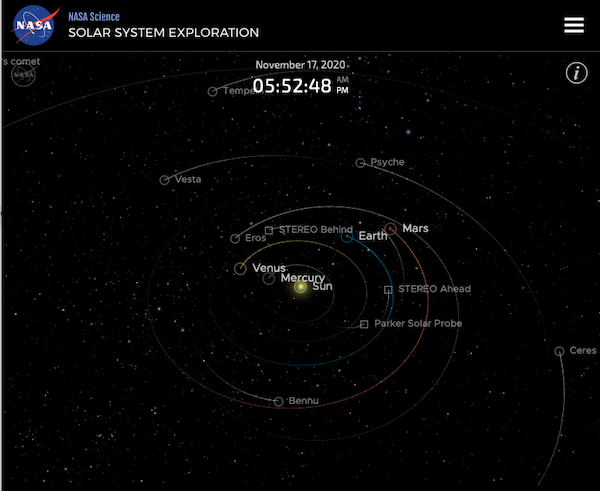 NASA
NASA Science
SOLAR SYSTEM EXPLORATION
November 17, 2020
's comet
NASA
05:52:48 AM PM
i
Tempe
Psyche
Vesta
Eros
STEREO Behind
Earth
Mars
Venus
Mercury
Sun
STEREO Ahead
Parker Solar Probe
Ceres
Bennu